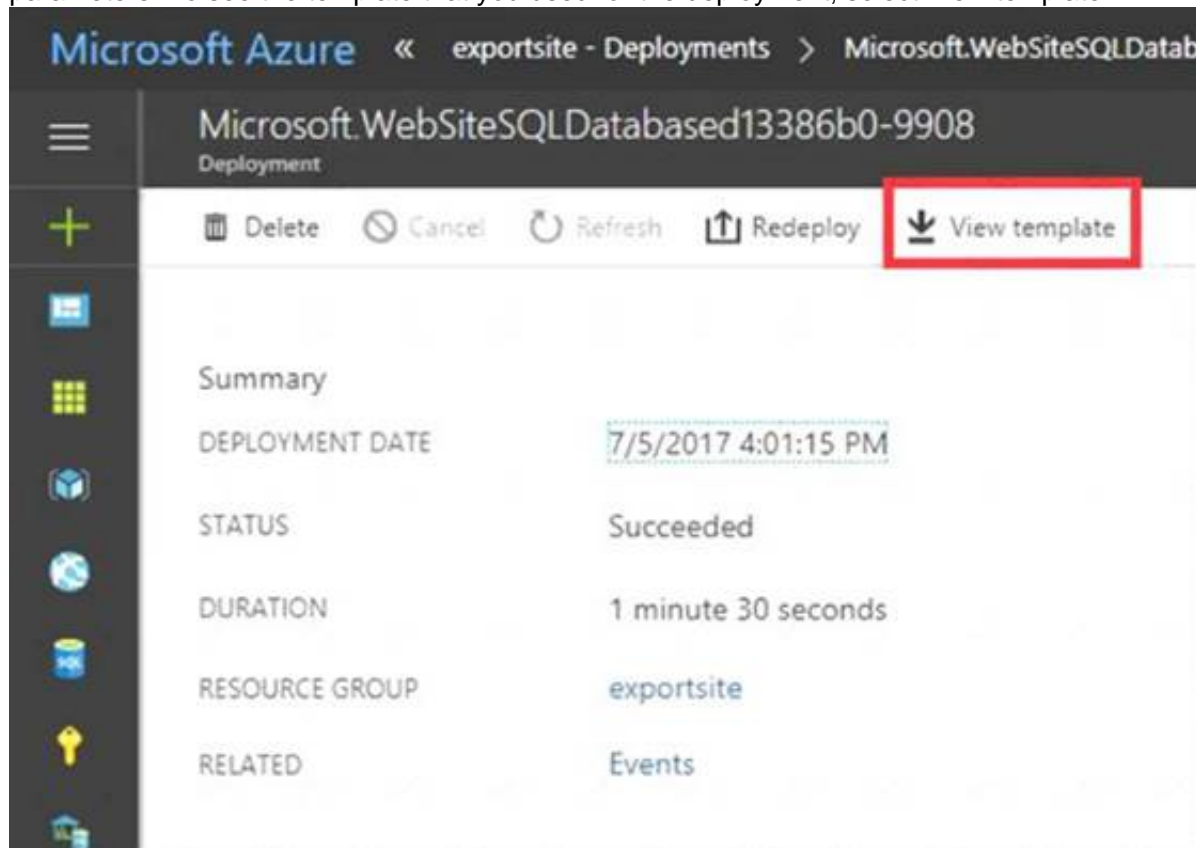 Microsoft Azure « exportsite - Deployments > Microsoft.WebSiteSQLDatab
Microsoft.WebSiteSQLDatabased13386b0-9908
Deployment
Delete Cancel Refresh Redeploy View template
Summary
DEPLOYMENT DATE 7/5/2017 4:01:15 PM
STATUS Succeeded
DURATION 1 minute 30 seconds
RESOURCE GROUP exportsite
RELATED Events
SQL